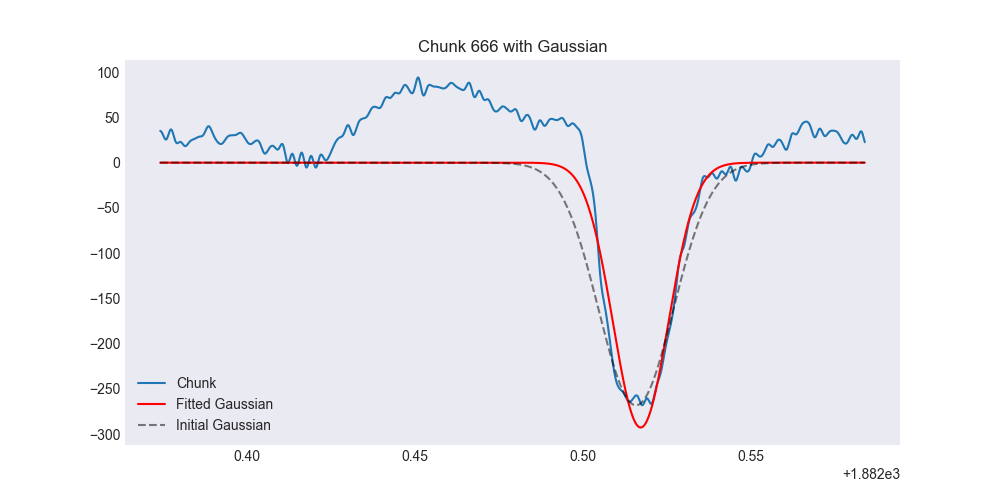 Chunk 666 with Gaussian
100
50
0
−50
−100
−150
−200
−250
−300
Chunk
Fitted Gaussian
Initial Gaussian
0.40 0.45 0.50 0.55
+1.882e3